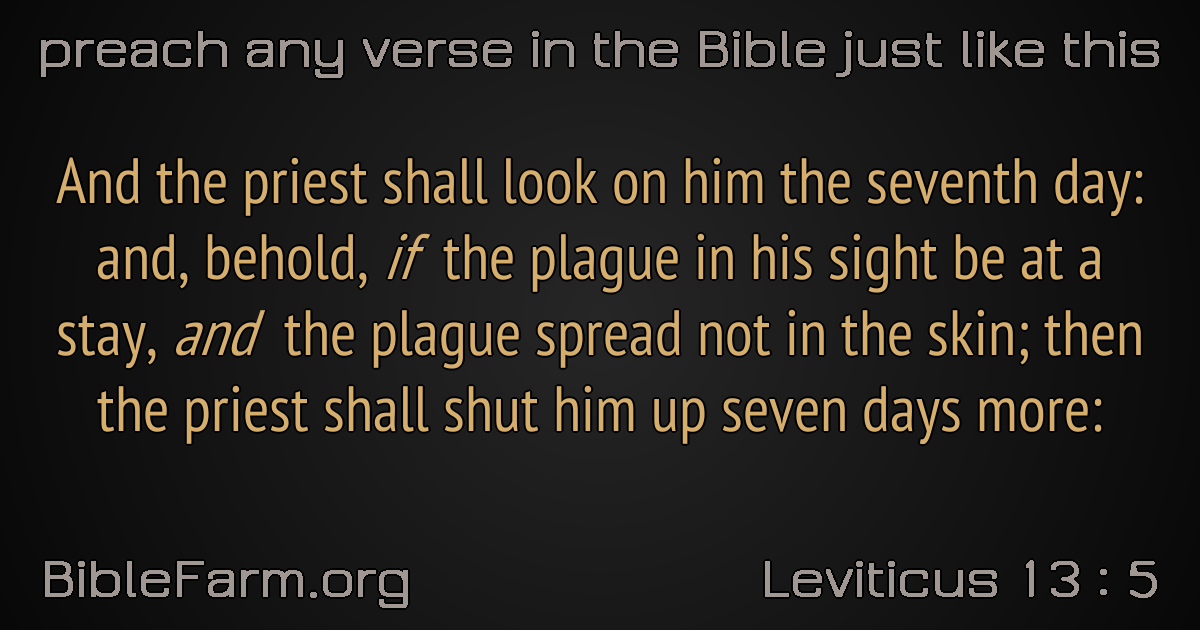 preach any verse in the Bible just like this
And the priest shall look on him the seventh day:
and, behold, if the plague in his sight be at a
stay, and the plague spread not in the skin; then
the priest shall shut him up seven days more:
BibleFarm.org
Leviticus 13 : 5